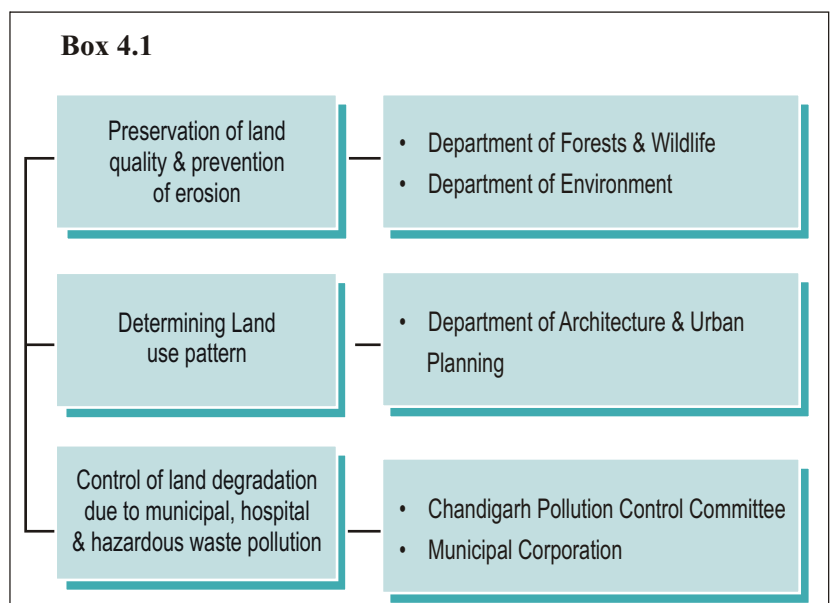 Box 4.1
Preservation of land
quality & prevention
of erosion
• Department of Forests & Wildlife
• Department of Environment
Determining Land
use pattern
• Department of Architecture & Urban
Planning
Control of land degradation
due to municipal, hospital
& hazardous waste pollution
• Chandigarh Pollution Control Committee
• Municipal Corporation